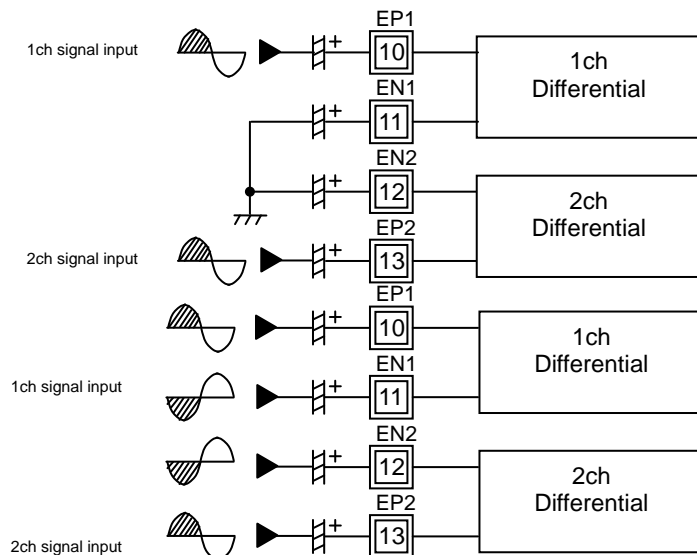 EP1
1ch signal input + 10 1ch
Differential
EN1
+ 11
EN2
+ 12 2ch
Differential
EP2
2ch signal input + 13
EP1
+ 10 1ch
Differential
EN1
1ch signal input + 11
EN2
+ 12 2ch
Differential
EP2
2ch signal input + 13